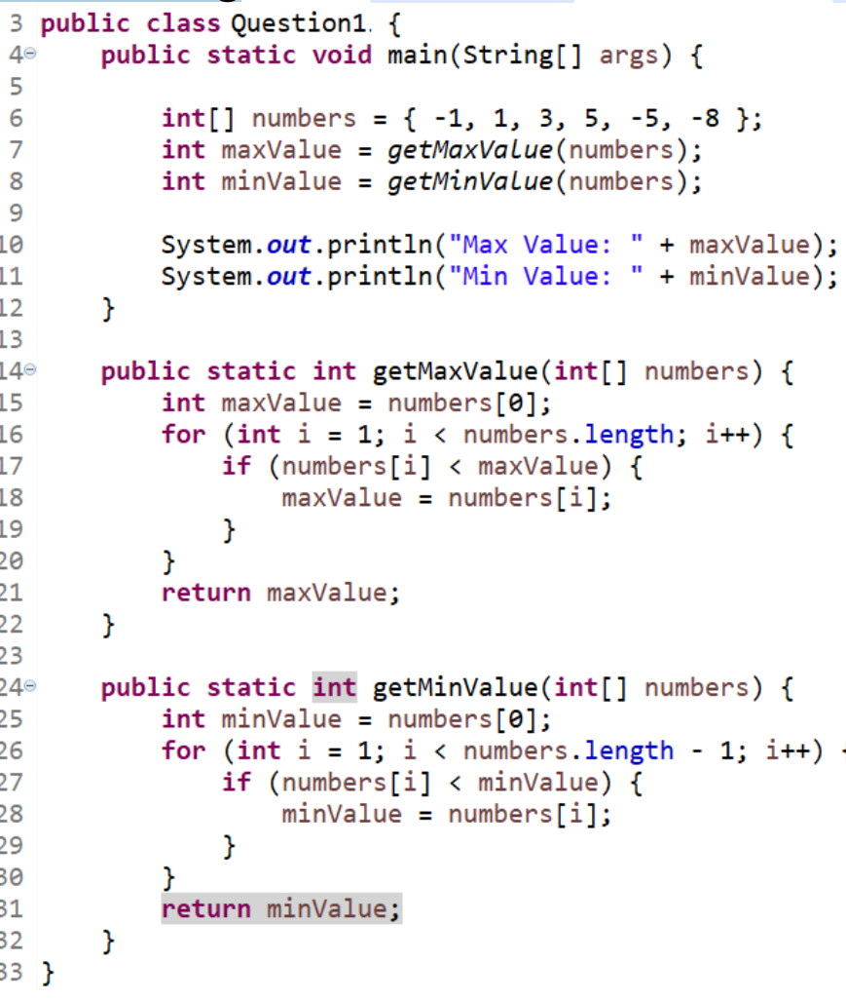 3 public class Question1. {
4 public static void main(String[] args) {
5
6 int[] numbers = { -1, 1, 3, 5, -5, -8 };
7 int maxValue = getMaxValue(numbers);
8 int minValue = getMinValue(numbers);
9
10 System.out.println("Max Value: " + maxValue);
11 System.out.println("Min Value: " + minValue);
12 }
13
14 public static int getMaxValue(int[] numbers) {
15 int maxValue = numbers[0];
16 for (int i = 1; i < numbers.length; i++) {
17 if (numbers[i] < maxValue) {
18 maxValue = numbers[i];
19 }
20 }
21 return maxValue;
22 }
23
24 public static int getMinValue(int[] numbers) {
25 int minValue = numbers[0];
26 for (int i = 1; i < numbers.length - 1; i++) {
27 if (numbers[i] < minValue) {
28 minValue = numbers[i];
29 }
30 }
31 return minValue;
32 }
33 }